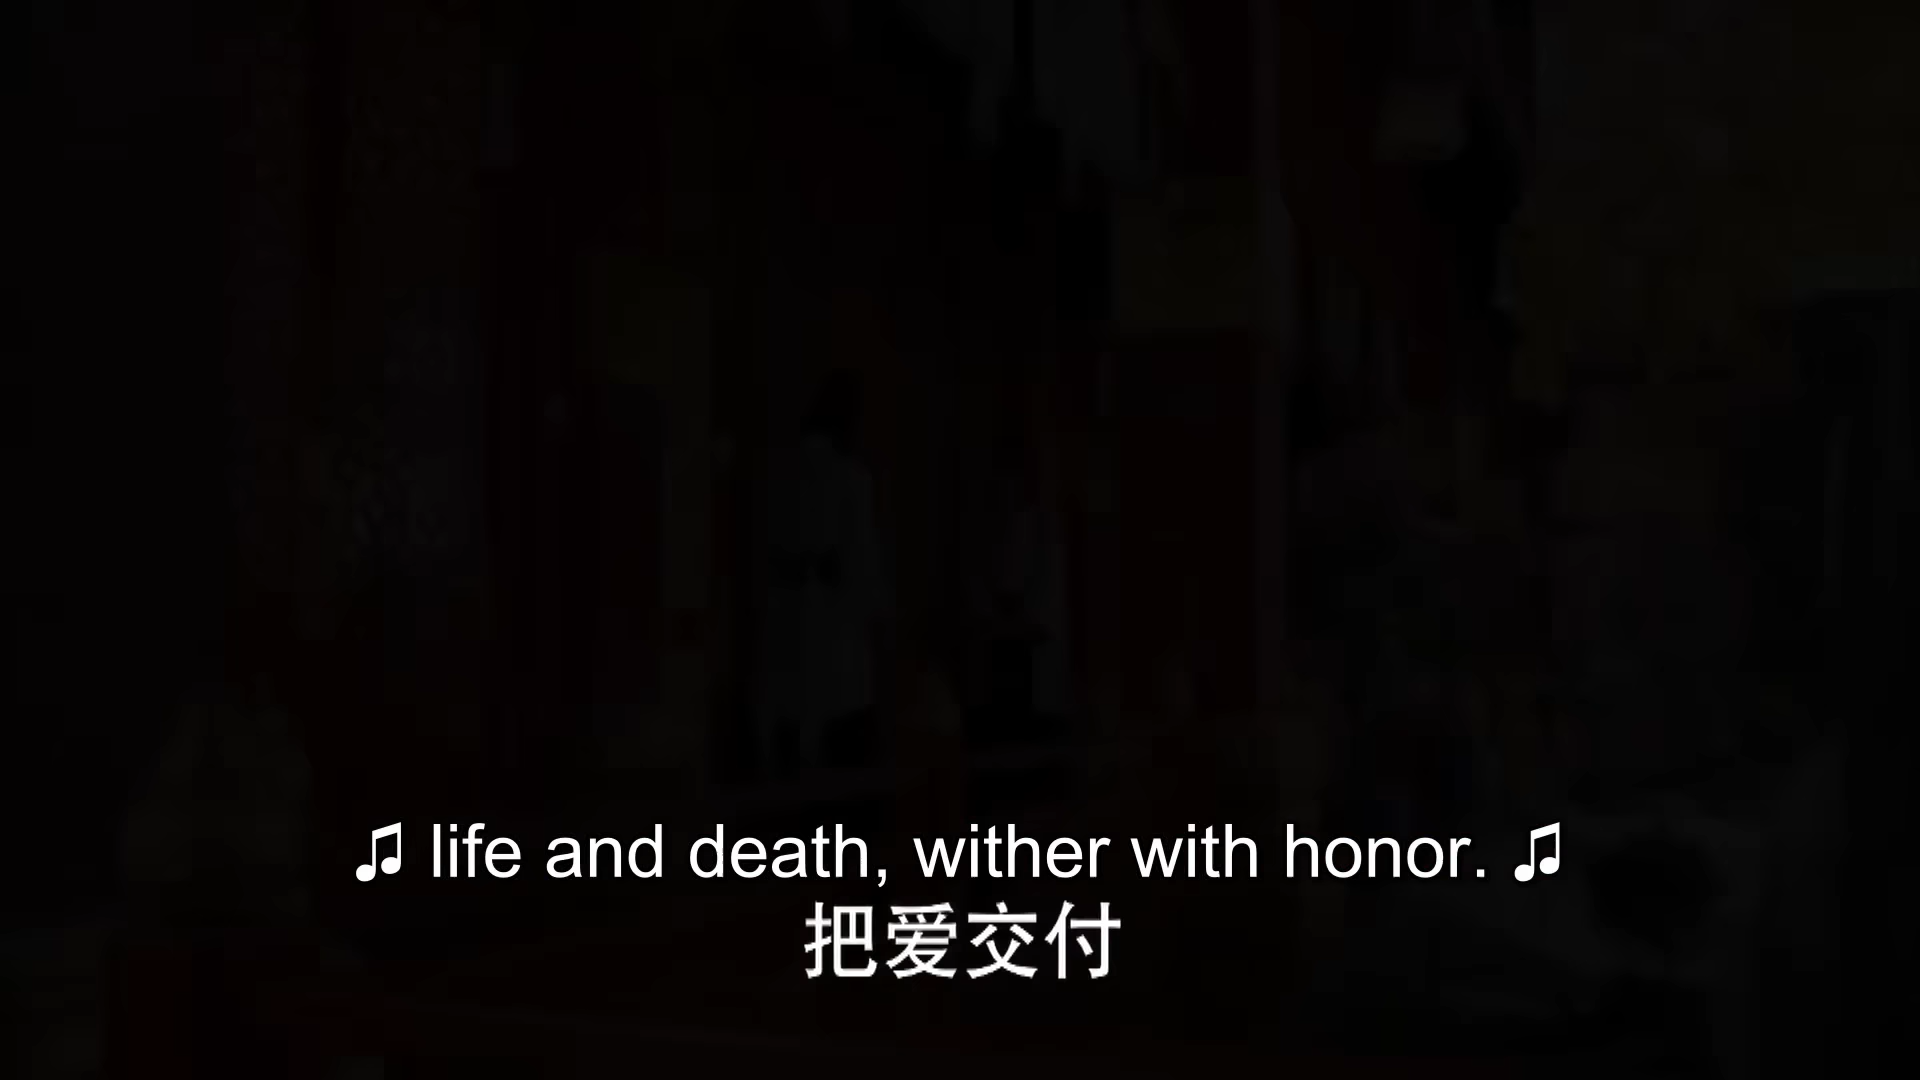 ♫ life and death, wither with honor. ♫
把爱交付